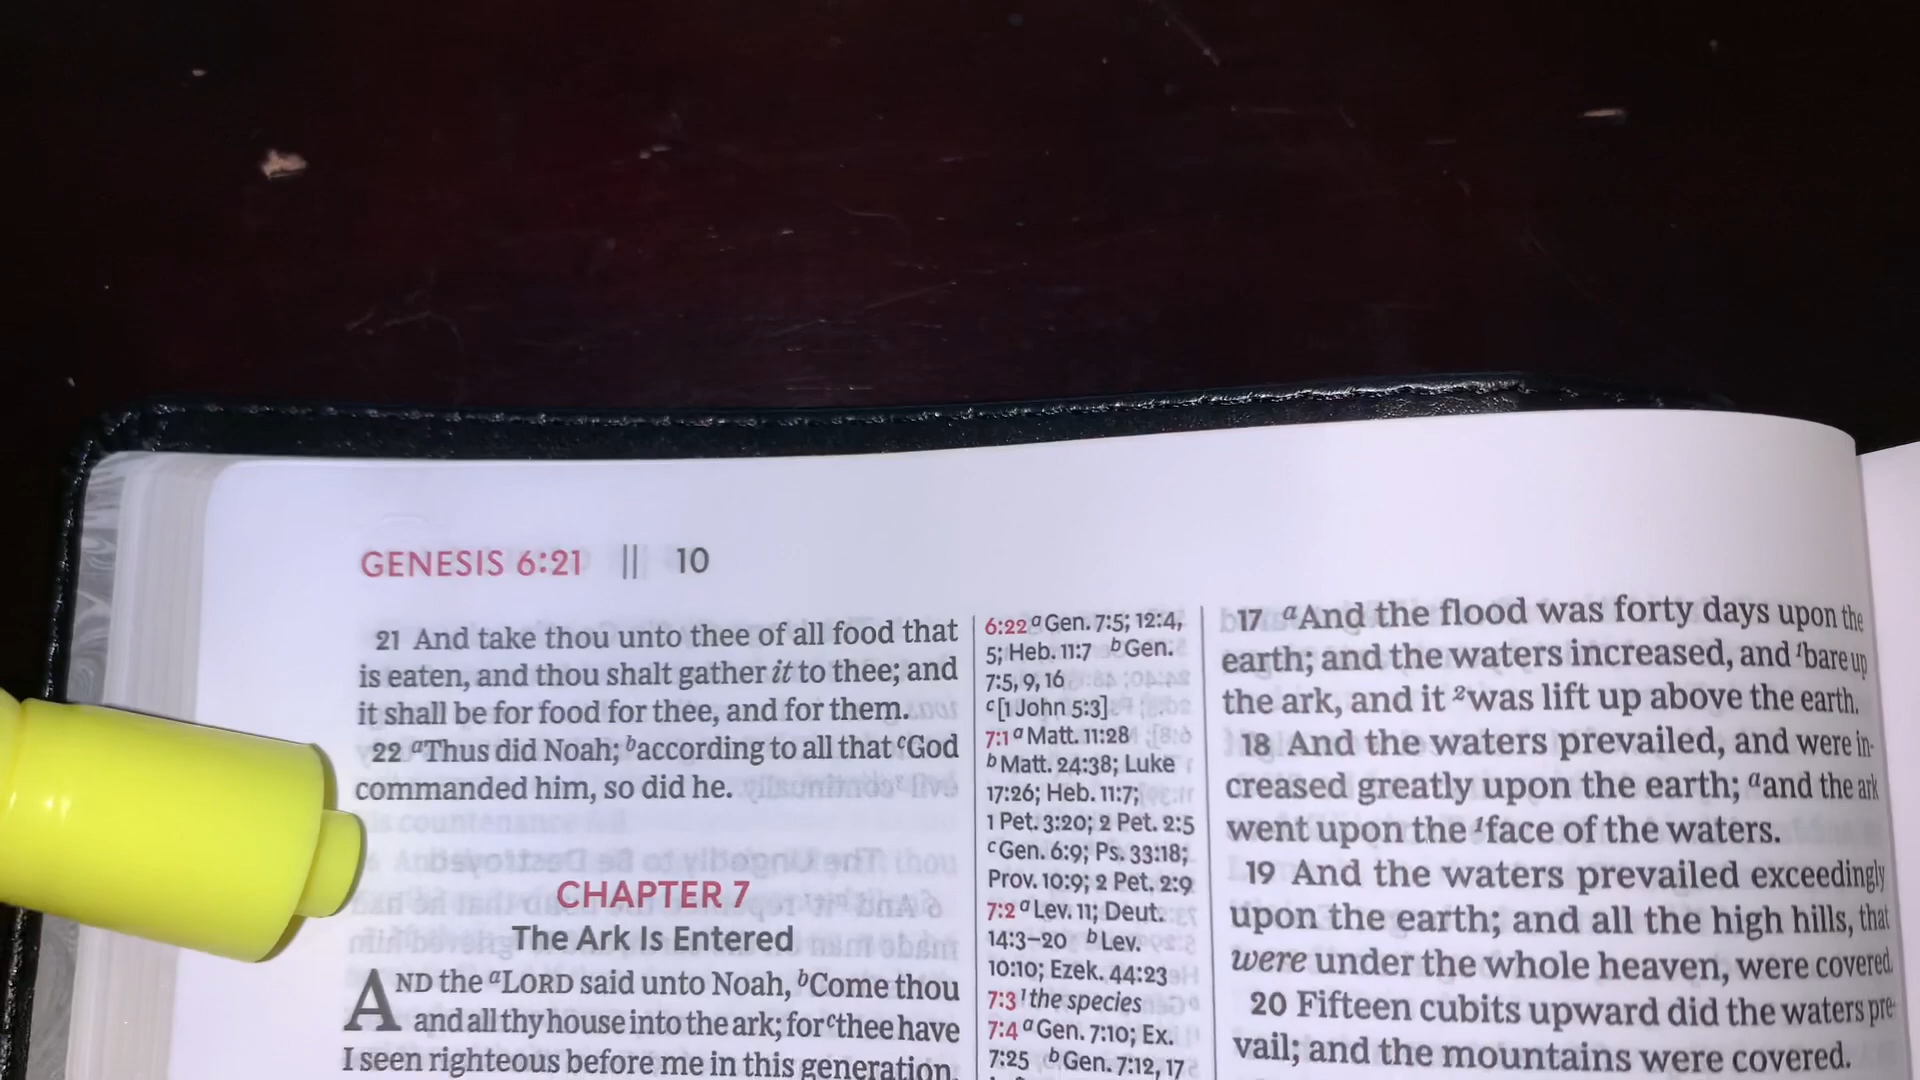 GENESIS 6:21 || 10
21 And take thou unto thee of all food that
is eaten, and thou shalt gather it to thee; and
it shall be for food for thee, and for them.
22 aThus did Noah; baccording to all that cGod
commanded him, so did he.
CHAPTER 7
The Ark Is Entered
AND the aLORD said unto Noah, bCome thou
and all thy house into the ark; for cthee have
I seen righteous before me in this generation.
6:22 a Gen. 7:5; 12:4,
5; Heb. 11:7 b Gen.
7:5, 9, 16
c [1 John 5:3]
7:1 a Matt. 11:28
b Matt. 24:38; Luke
17:26; Heb. 11:7;
1 Pet. 3:20; 2 Pet. 2:5
c Gen. 6:9; Ps. 33:18;
Prov. 10:9; 2 Pet. 2:9
7:2 a Lev. 11; Deut.
14:3–20 b Lev.
10:10; Ezek. 44:23
7:3 1 the species
7:4 a Gen. 7:10; Ex.
7:25 b Gen. 7:12, 17
17 aAnd the flood was forty days upon the
earth; and the waters increased, and 1bare up
the ark, and it 2was lift up above the earth.
18 And the waters prevailed, and were in-
creased greatly upon the earth; aand the ark
went upon the 1face of the waters.
19 And the waters prevailed exceedingly
upon the earth; and all the high hills, that
were under the whole heaven, were covered.
20 Fifteen cubits upward did the waters pre-
vail; and the mountains were covered.